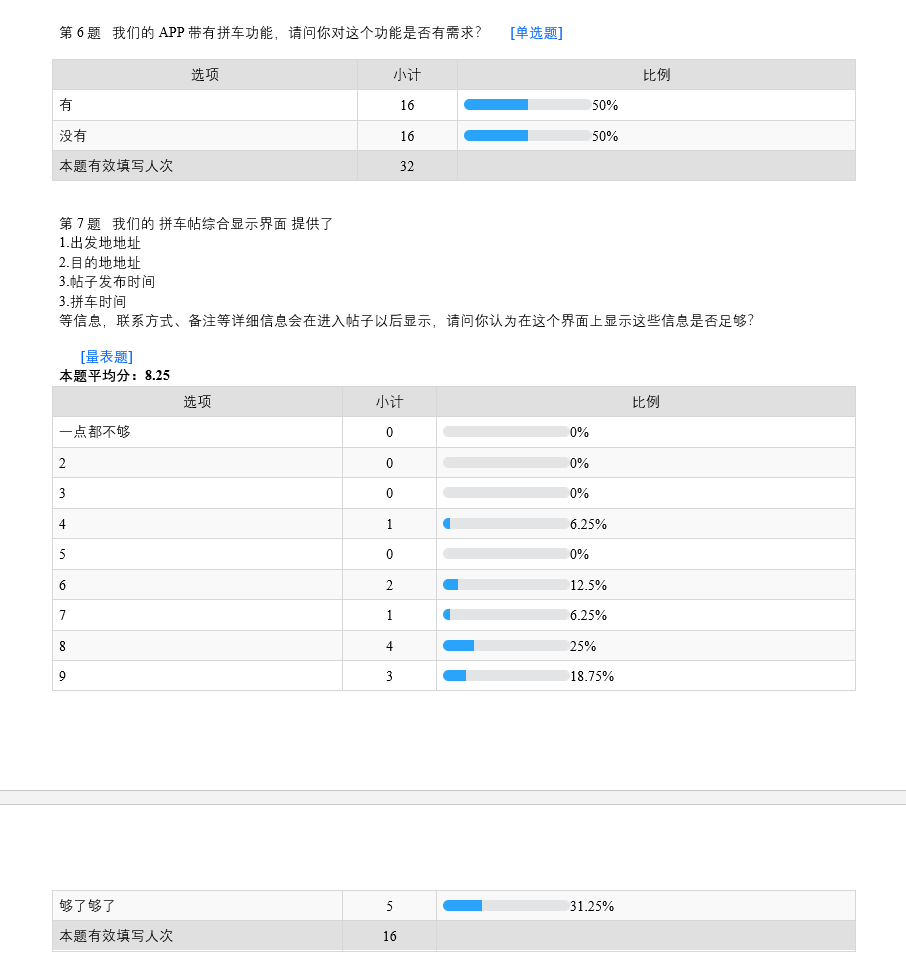 第 6 题 我们的 APP 带有拼车功能，请问你对这个功能是否有需求？ [单选题]
选项 小计 比例
有 16 50%
没有 16 50%
本题有效填写人次 32
第 7 题 我们的 拼车帖综合显示界面 提供了
1.出发地地址
2.目的地地址
3.帖子发布时间
3.拼车时间
等信息，联系方式、备注等详细信息会在进入帖子以后显示，请问你认为在这个界面上显示这些信息是否足够？
[量表题]
本题平均分：8.25
选项 小计 比例
一点都不够 0 0%
2 0 0%
3 0 0%
4 1 6.25%
5 0 0%
6 2 12.5%
7 1 6.25%
8 4 25%
9 3 18.75%
够了够了 5 31.25%
本题有效填写人次 16